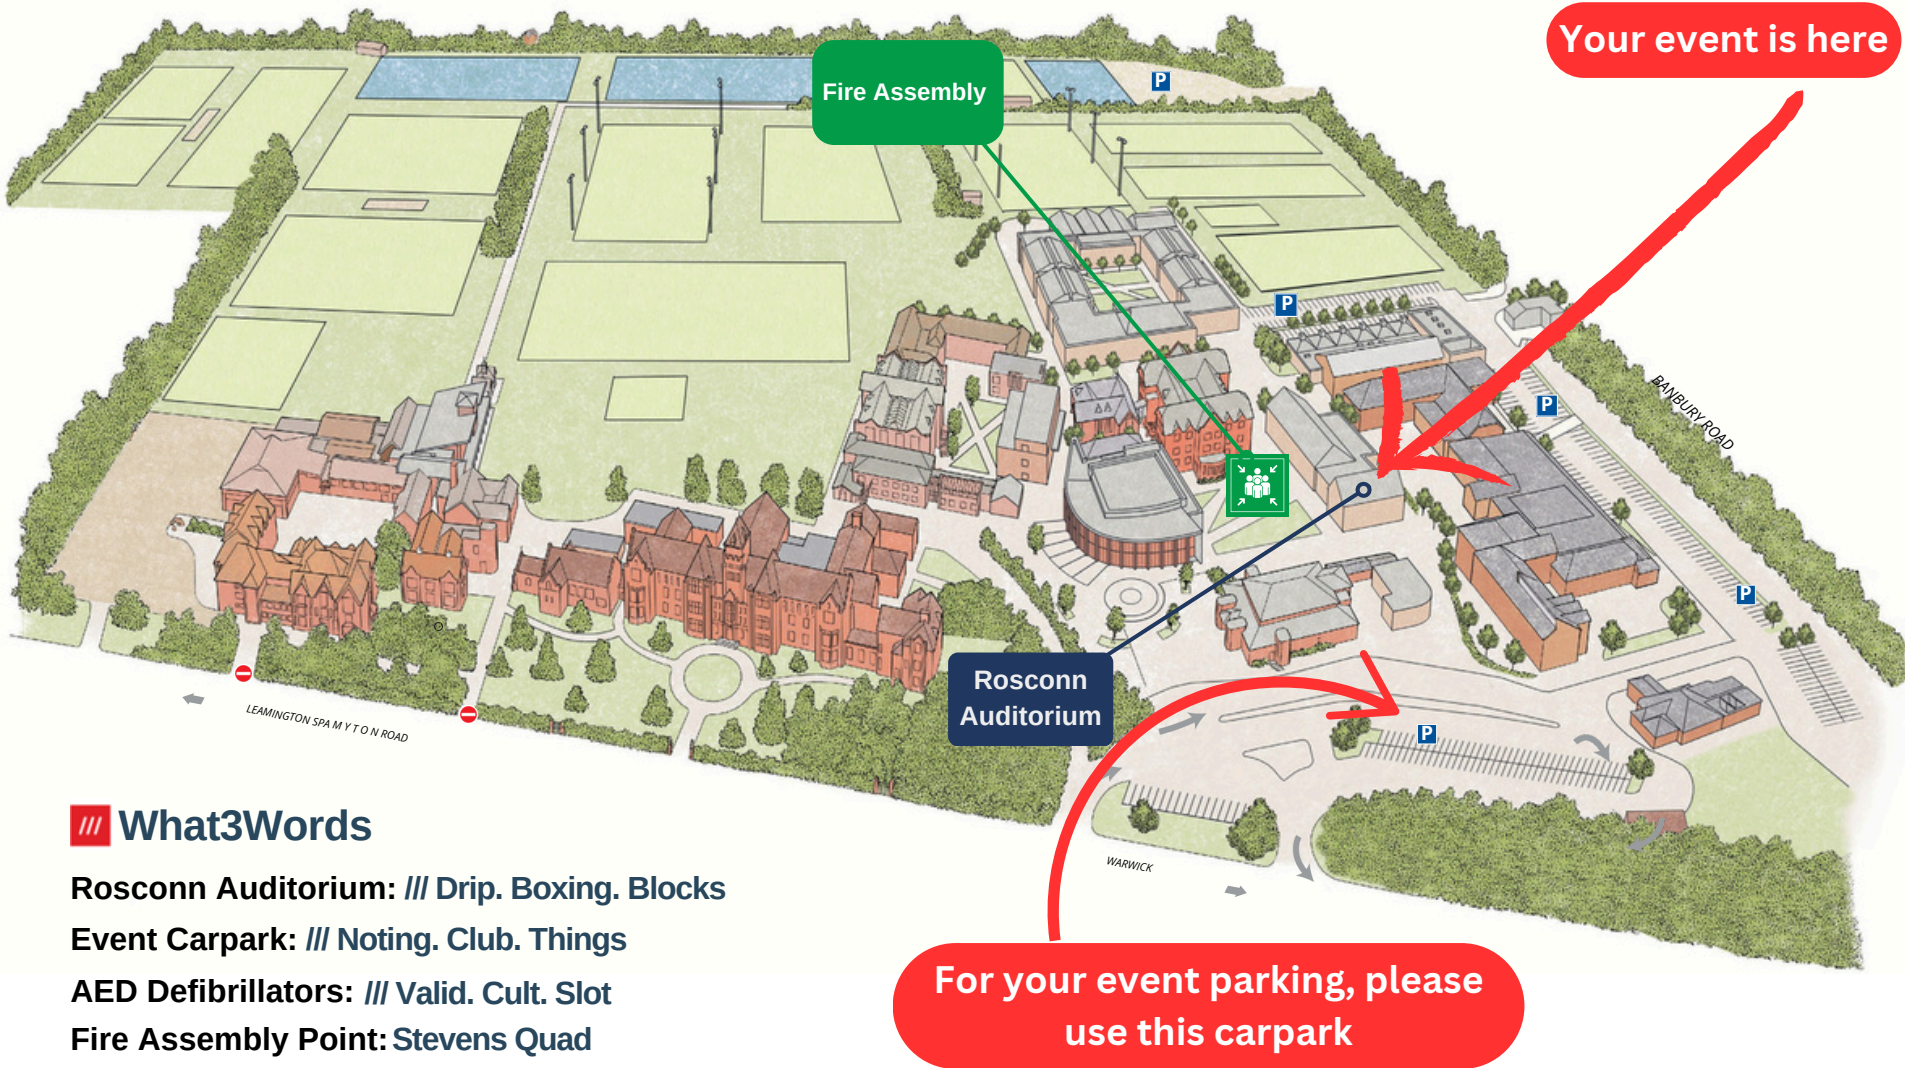 Your event is here
Fire Assembly
P
P
P
BANBURY ROAD
P
Rosconn
Auditorium
P
LEAMINGTON SPA M Y T O N ROAD
WARWICK
/// What3Words
Rosconn Auditorium: /// Drip. Boxing. Blocks
Event Carpark: /// Noting. Club. Things
AED Defibrillators: /// Valid. Cult. Slot
Fire Assembly Point: Stevens Quad
For your event parking, please
use this carpark